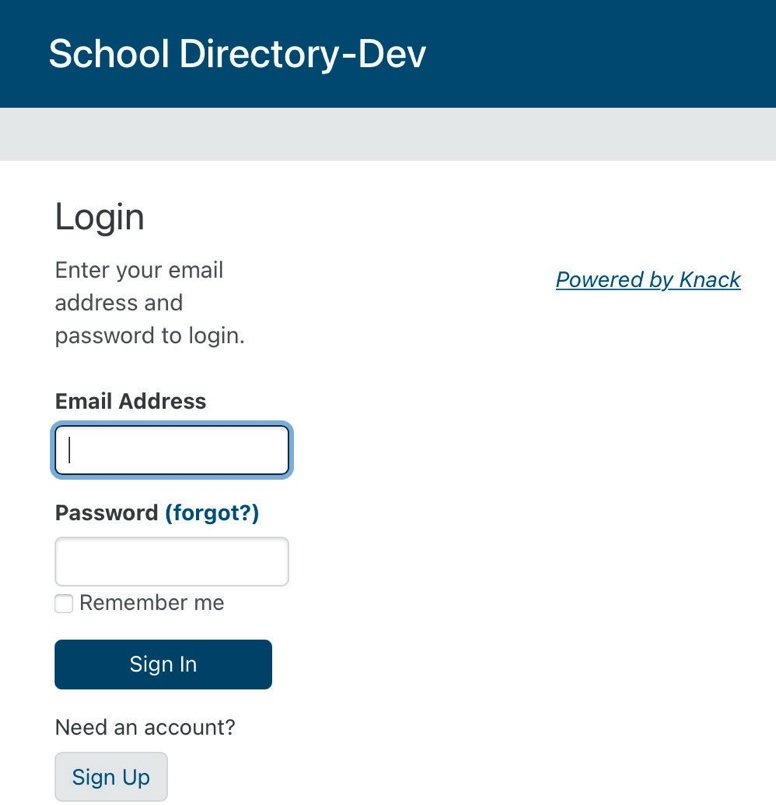 School Directory-Dev
Login
Enter your email
address and
password to login.
Powered by Knack
Email Address
Password (forgot?)
Remember me
Sign In
Need an account?
Sign Up